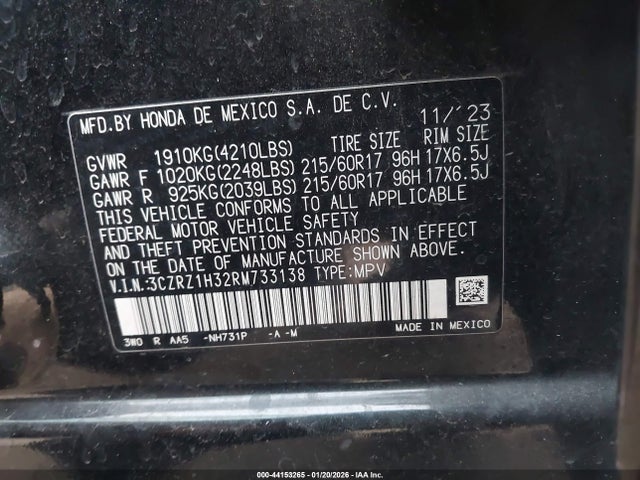 MFD.BY HONDA DE MEXICO S.A. DE C.V. 11/'23
GVWR 1910KG(4210LBS) TIRE SIZE RIM SIZE
GAWR F 1020KG(2248LBS) 215/60R17 96H 17X6.5J
GAWR R 925KG(2039LBS) 215/60R17 96H 17X6.5J
THIS VEHICLE CONFORMS TO ALL APPLICABLE
FEDERAL MOTOR VEHICLE SAFETY
AND THEFT PREVENTION STANDARDS IN EFFECT
ON THE DATE OF MANUFACTURE SHOWN ABOVE.
V.I.N.:3CZRZ1H32RM733138 TYPE:MPV
3W0 R AA5 -NH731P -A -M MADE IN MEXICO
000-44153265 - 01/20/2026 - IAA Inc.